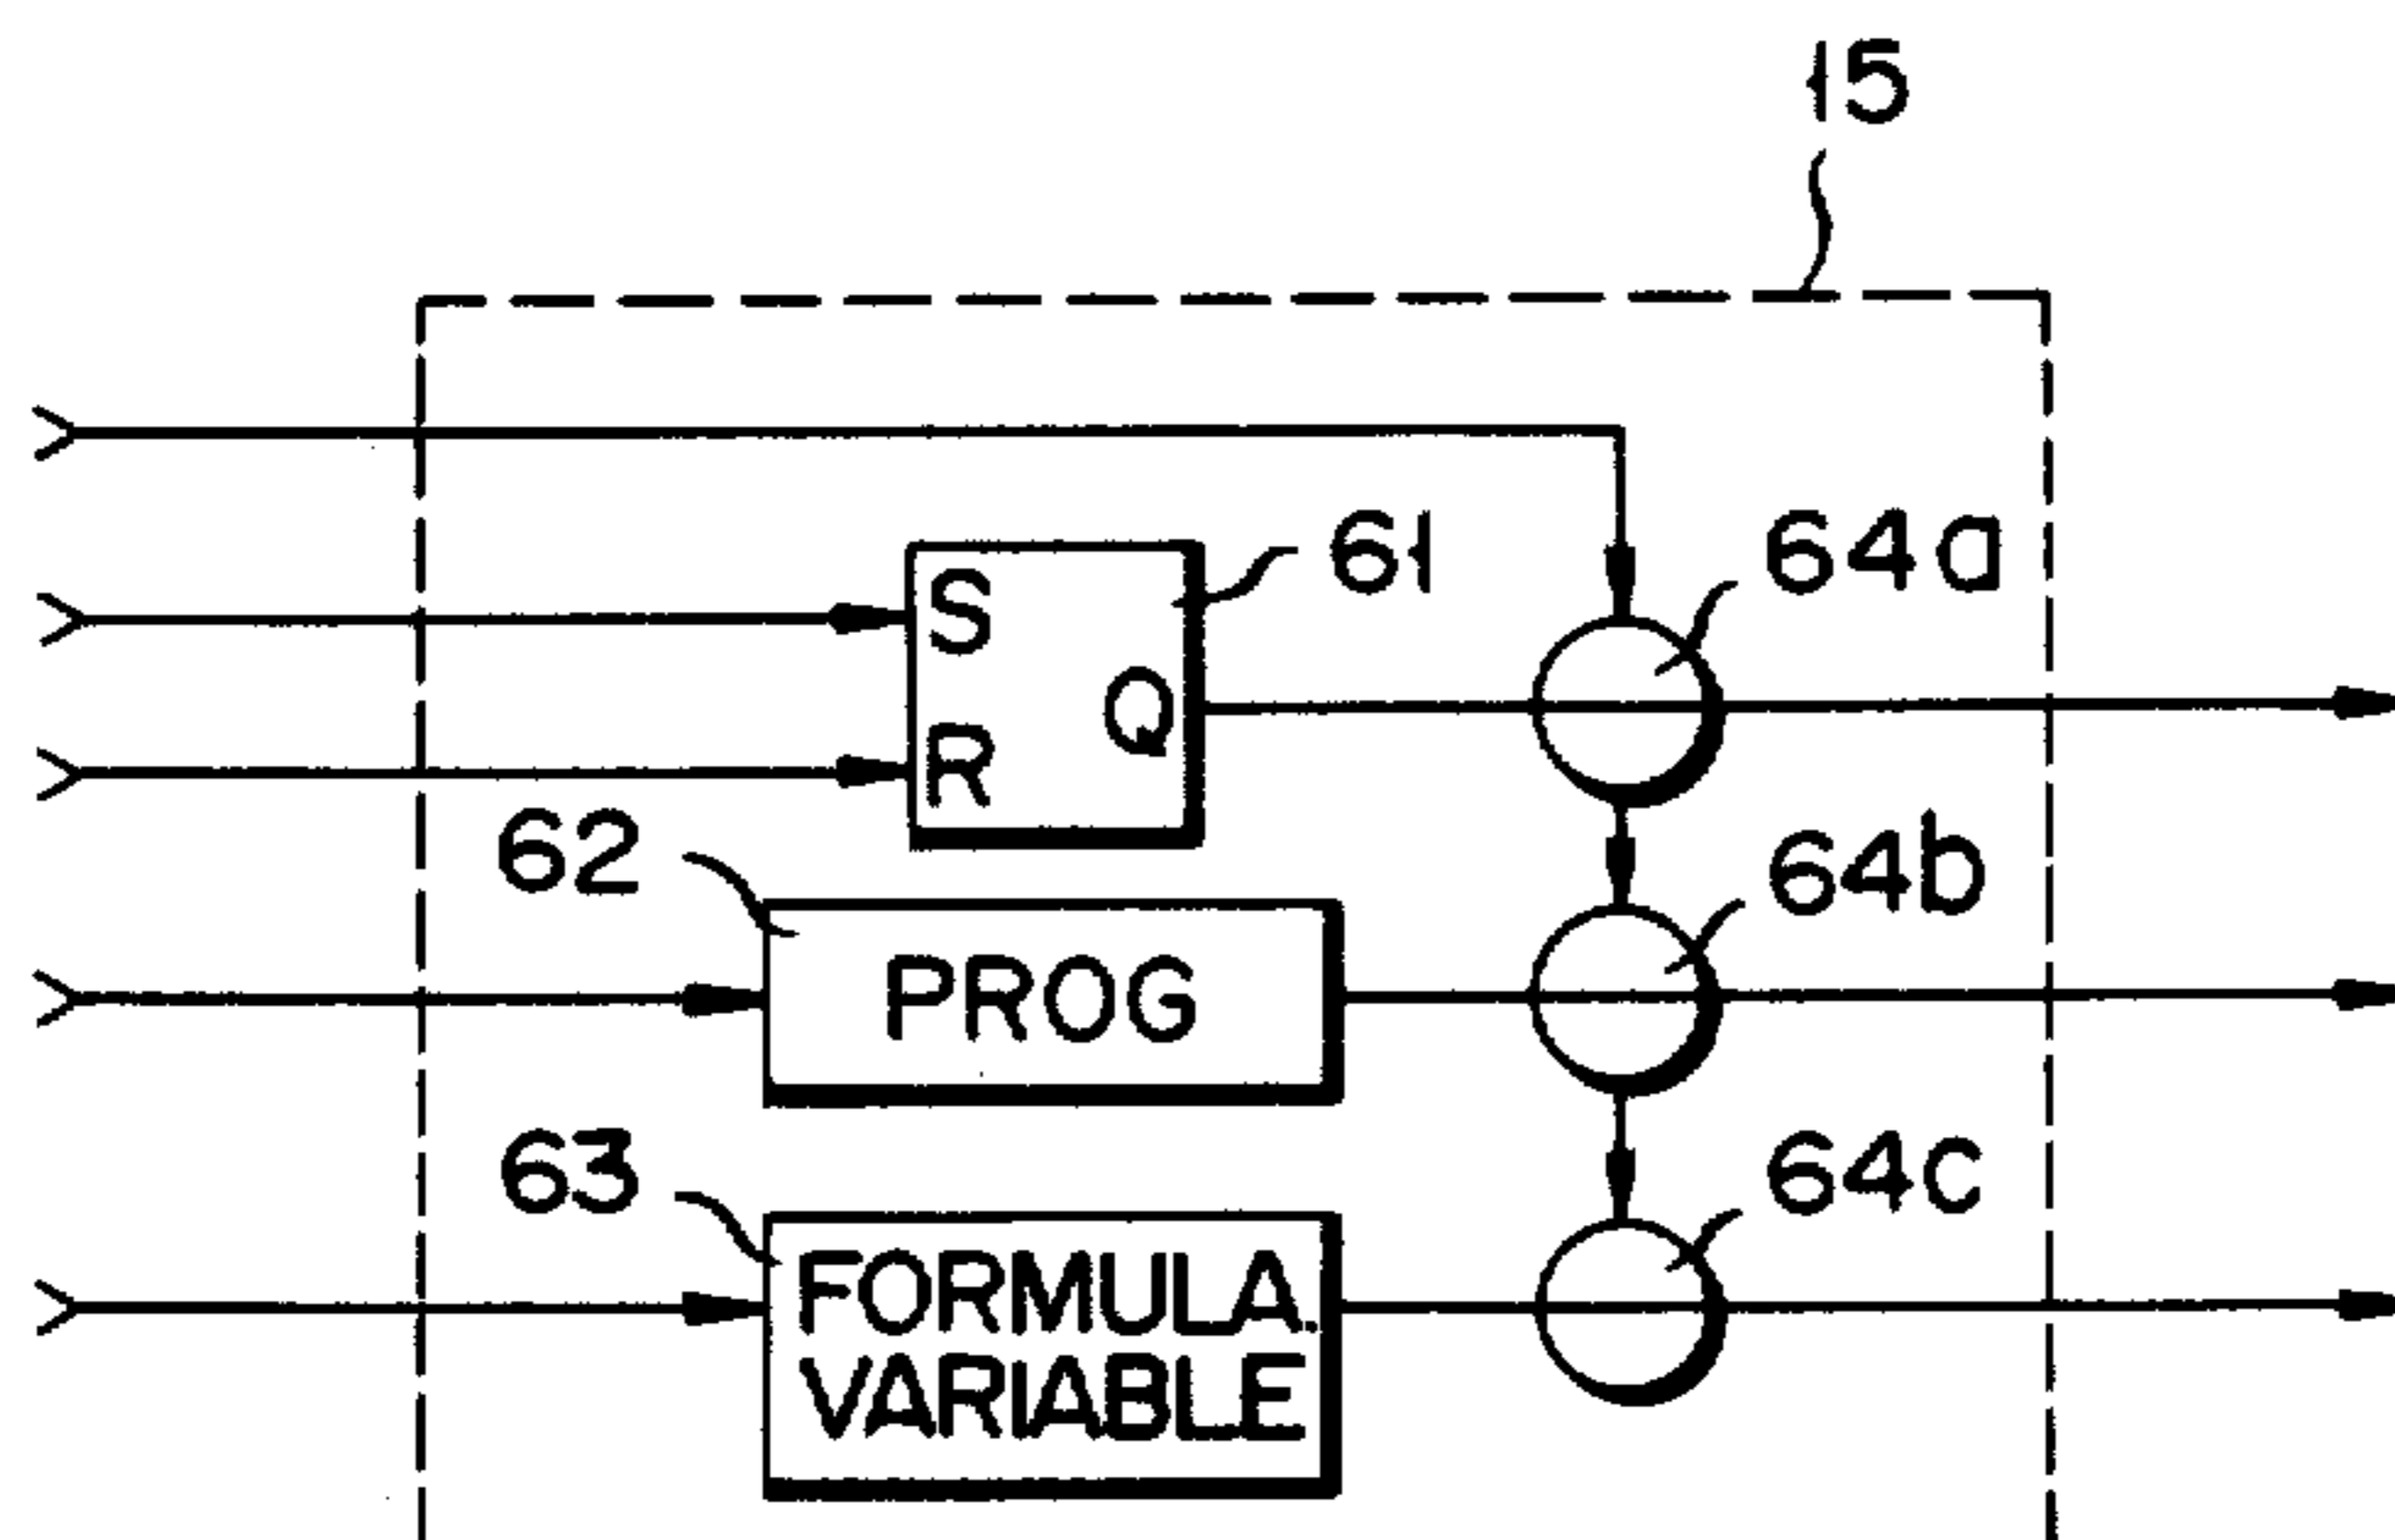 15
61
64a
S
Q
R
62
64b
PROG
63
64c
FORMULA.
VARIABLE